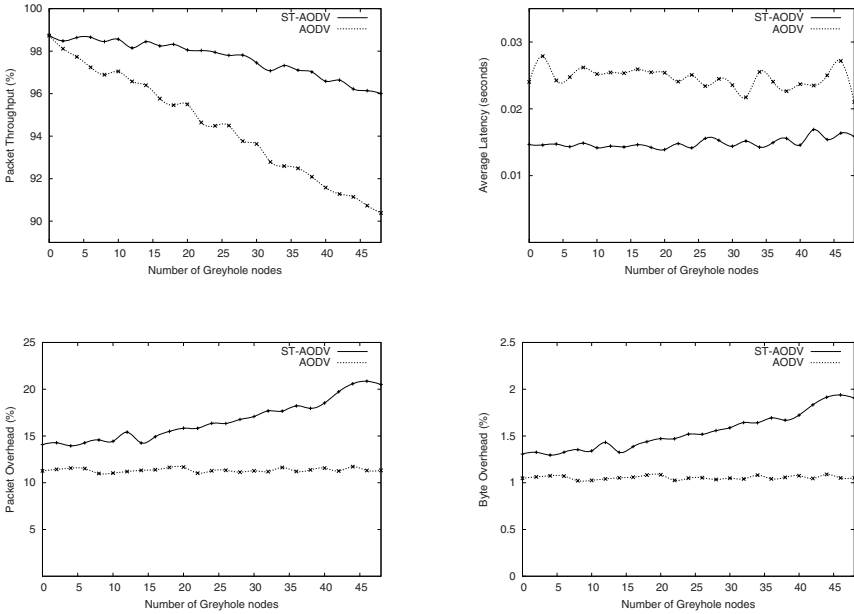 100
98
96
94
92
90
0 5 10 15 20 25 30 35 40 45
Packet Throughput (%)
Number of Greyhole nodes
ST-AODV
AODV
0.03
0.02
0.01
0 5 10 15 20 25 30 35 40 45
Average Latency (seconds)
Number of Greyhole nodes
ST-AODV
AODV
25
20
15
10
5
0 5 10 15 20 25 30 35 40 45
Packet Overhead (%)
Number of Greyhole nodes
ST-AODV
AODV
2.5
2
1.5
1
0.5
0
0 5 10 15 20 25 30 35 40 45
Byte Overhead (%)
Number of Greyhole nodes
ST-AODV
AODV